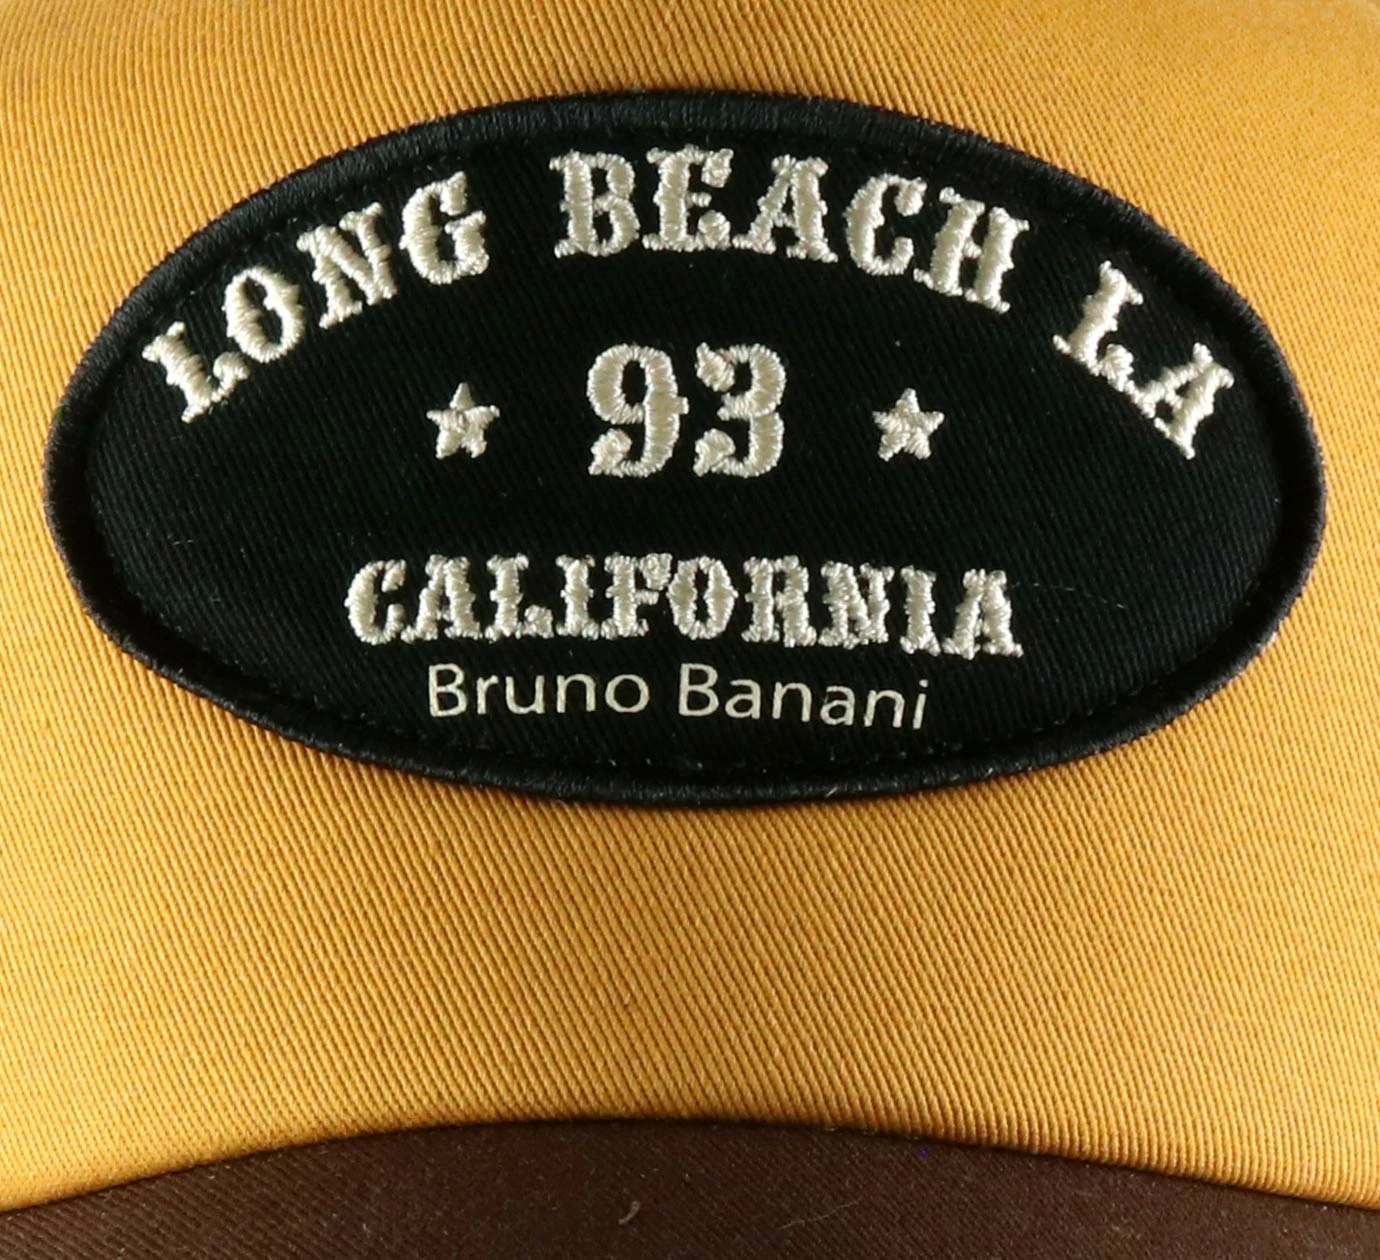 LONG BEACH LA
93
CALIFORNIA
Bruno Banani